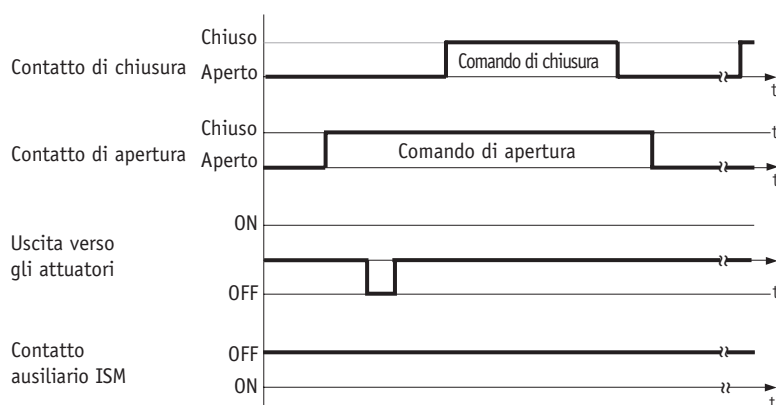 Chiuso
Contatto di chiusura
Aperto
Comando di chiusura
t
Chiuso
t
Contatto di apertura
Aperto
Comando di apertura
t
ON
Uscita verso
gli attuatori
OFF
t
Contatto
ausiliario ISM
OFF
ON
t